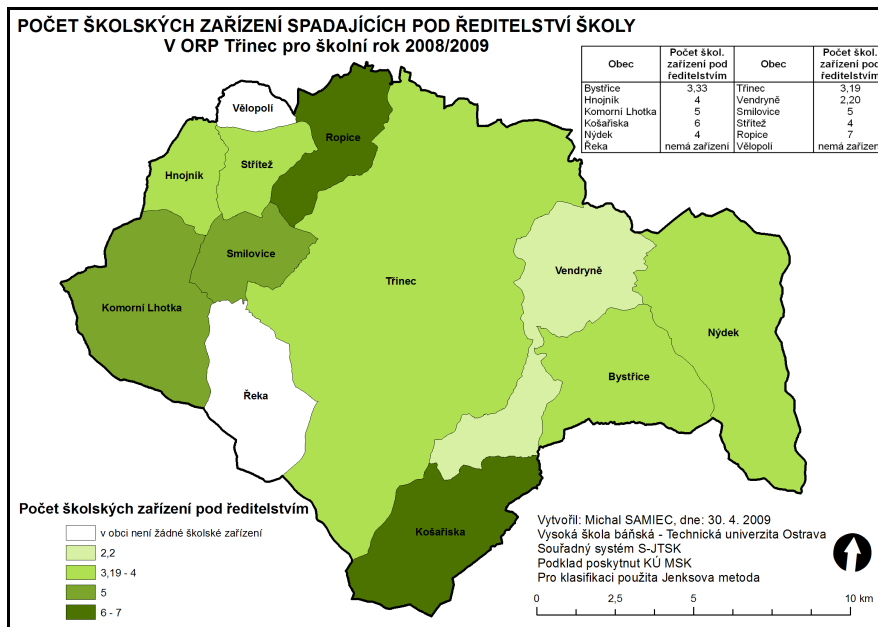 POČET ŠKOLSKÝCH ZAŘÍZENÍ SPADAJÍCÍCH POD ŘEDITELSTVÍ ŠKOLY
V ORP Třinec pro školní rok 2008/2009
Obec Počet škol. zařízení pod ředitelstvím Obec Počet škol. zařízení pod ředitelstvím
Bystřice 3,33 Třinec 3,19
Hnojník 4 Vendryně 2,20
Komorni Lhotka 5 Smilovice 5
Košařiska 6 Střítež 4
Nýdek 4 Ropice 7
Řeka nemá zařízení Vělopolí nemá zařízení
Vělopolí
Ropice
Střítež
Hnojník
Smilovice
Komorni Lhotka
Třinec
Vendryně
Nýdek
Bystřice
Řeka
Košařiska
Počet školských zařízení pod ředitelstvím
v obci není žádné školské zařízení
2,2
3,19 - 4
5
6 - 7
Vytvořil: Michal SAMIEC, dne: 30. 4. 2009
Vysoká škola báňská - Technická univerzita Ostrava
Souřadný systém S-JTSK
Podklad poskytnut KÚ MSK
Pro klasifikaci použita Jenksova metoda
0 2,5 5 10 km